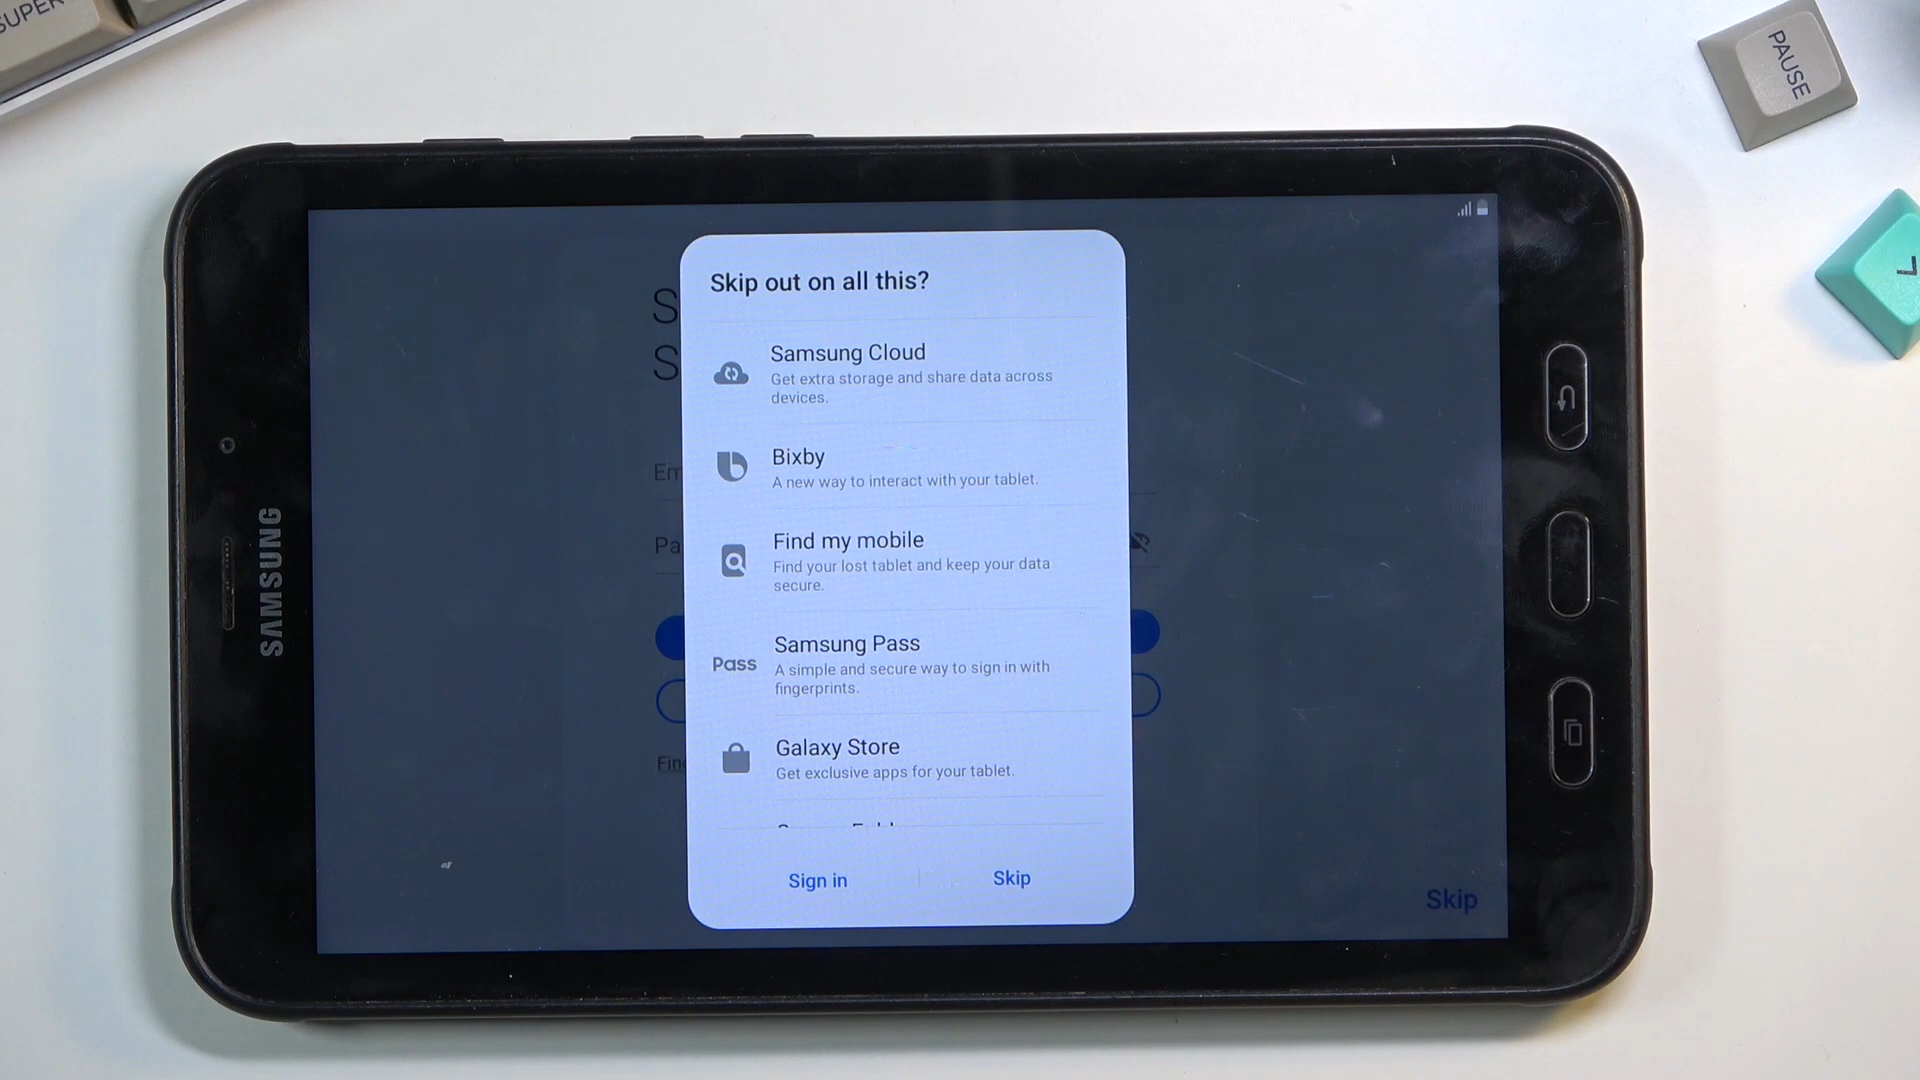 SUPER
PAUSE
SAMSUNG
Skip out on all this?
Samsung Cloud
Get extra storage and share data across
devices.
Bixby
A new way to interact with your tablet.
Find my mobile
Find your lost tablet and keep your data
secure.
Pass
Samsung Pass
A simple and secure way to sign in with
fingerprints.
Galaxy Store
Get exclusive apps for your tablet.
Sign in
Skip
Skip